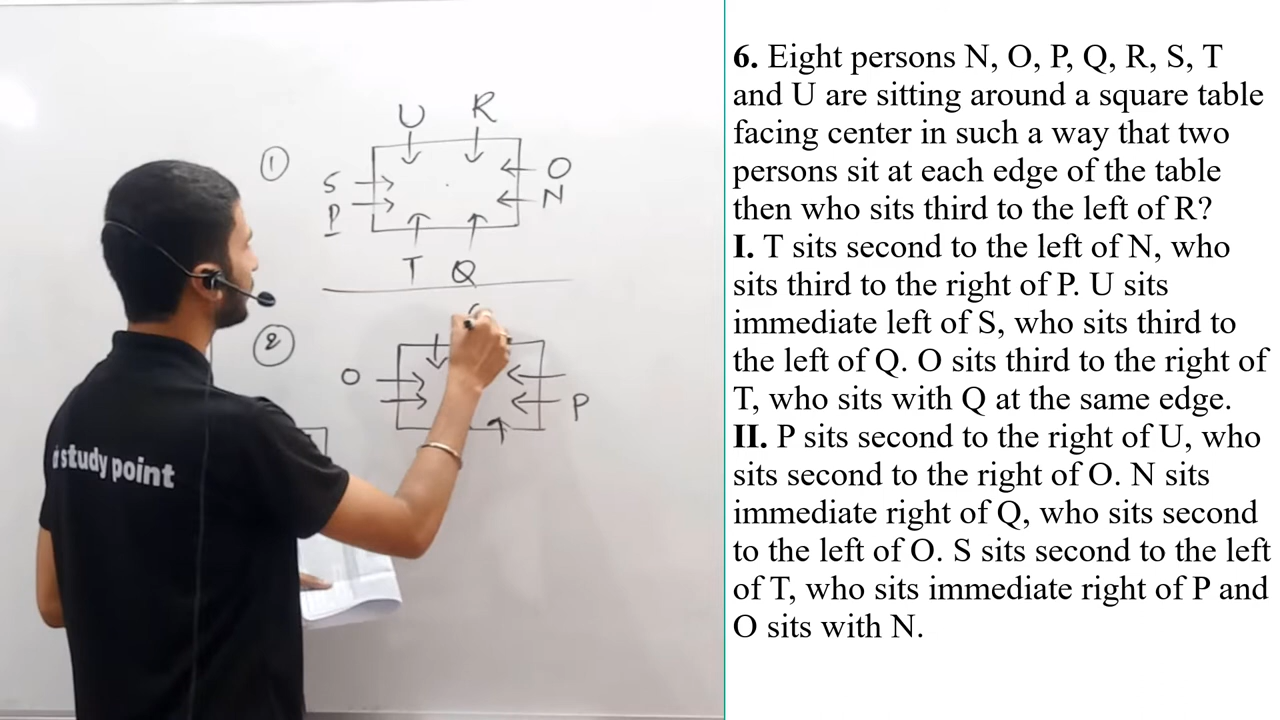 U R
① O
S N
P
T Q
②
O
P
study point
6. Eight persons N, O, P, Q, R, S, T
and U are sitting around a square table
facing center in such a way that two
persons sit at each edge of the table
then who sits third to the left of R?
I. T sits second to the left of N, who
sits third to the right of P. U sits
immediate left of S, who sits third to
the left of Q. O sits third to the right of
T, who sits with Q at the same edge.
II. P sits second to the right of U, who
sits second to the right of O. N sits
immediate right of Q, who sits second
to the left of O. S sits second to the left
of T, who sits immediate right of P and
O sits with N.